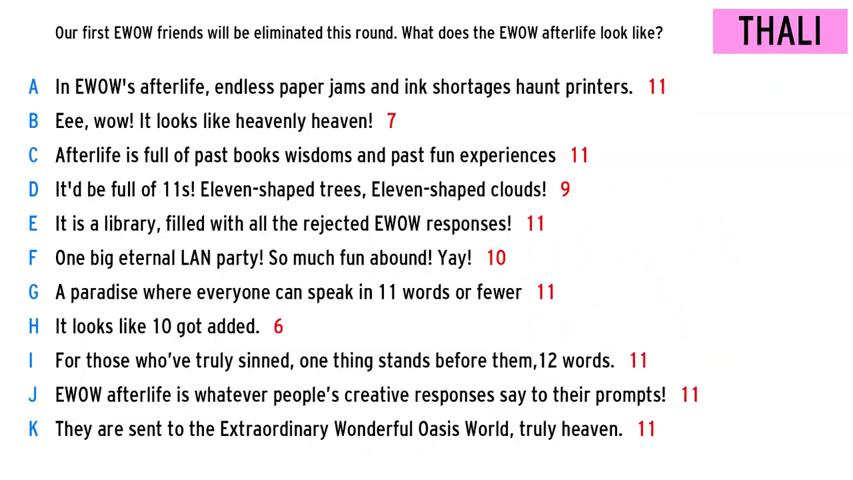 Our first EWOW friends will be eliminated this round. What does the EWOW afterlife look like?
THALI
A In EWOW's afterlife, endless paper jams and ink shortages haunt printers. 11
B Eee, wow! It looks like heavenly heaven! 7
C Afterlife is full of past books wisdoms and past fun experiences 11
D It'd be full of 11s! Eleven-shaped trees, Eleven-shaped clouds! 9
E It is a library, filled with all the rejected EWOW responses! 11
F One big eternal LAN party! So much fun abound! Yay! 10
G A paradise where everyone can speak in 11 words or fewer 11
H It looks like 10 got added. 6
I For those who’ve truly sinned, one thing stands before them,12 words. 11
J EWOW afterlife is whatever people’s creative responses say to their prompts! 11
K They are sent to the Extraordinary Wonderful Oasis World, truly heaven. 11